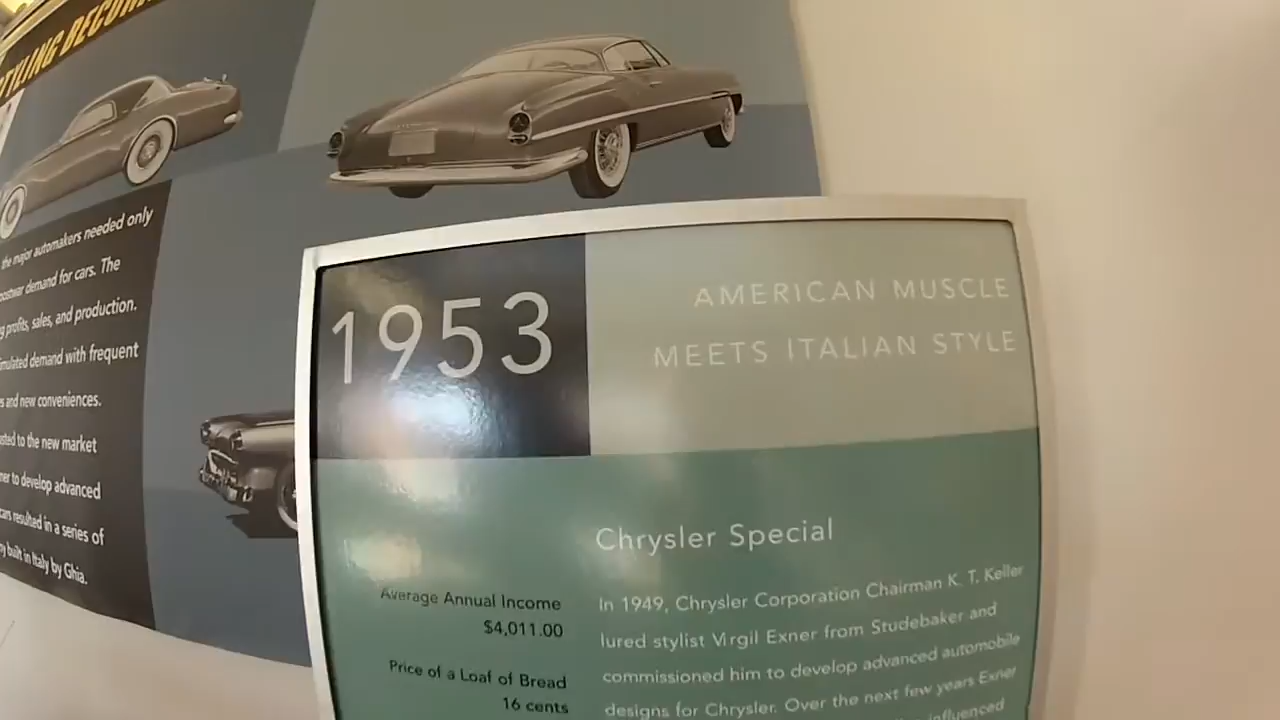 STYLING BECOM
the major automakers needed only
postwar demand for cars. The
profits, sales, and production.
demand with frequent
s and new conveniences.
to the new market
to develop advanced
cars resulted in a series of
built in Italy by Ghia.
1953
AMERICAN MUSCLE
MEETS ITALIAN STYLE
Average Annual Income
$4,011.00
Price of a Loaf of Bread
16 cents
Chrysler Special
In 1949, Chrysler Corporation Chairman K. T. Keller
lured stylist Virgil Exner from Studebaker and
commissioned him to develop advanced automobile
designs for Chrysler. Over the next few years Exner
influenced